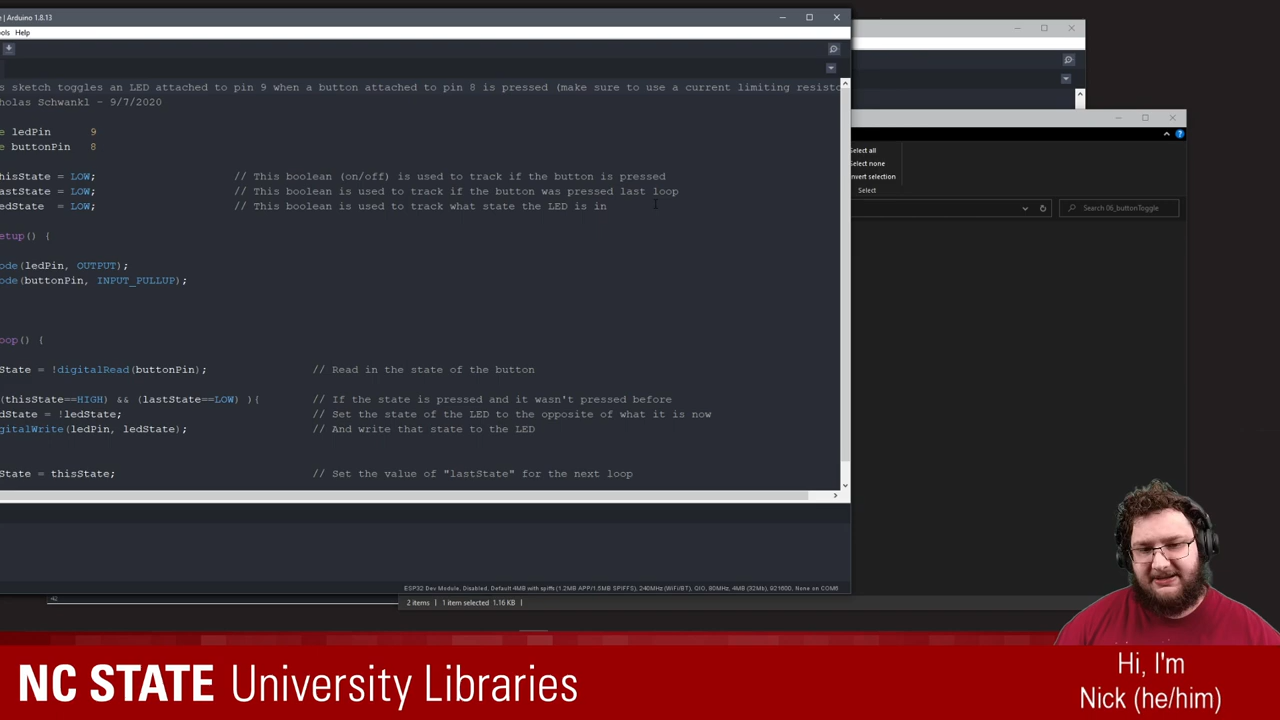 | Arduino 1.8.13
ols Help
s sketch toggles an LED attached to pin 9 when a button attached to pin 8 is pressed (make sure to use a current limiting resisto
holas Schwankl - 9/7/2020
e ledPin 9
e buttonPin 8
hisState = LOW; // This boolean (on/off) is used to track if the button is pressed
astState = LOW; // This boolean is used to track if the button was pressed last loop
edState = LOW; // This boolean is used to track what state the LED is in
etup() {
ode(ledPin, OUTPUT);
ode(buttonPin, INPUT_PULLUP);
oop() {
State = !digitalRead(buttonPin); // Read in the state of the button
(thisState==HIGH) && (lastState==LOW) ){ // If the state is pressed and it wasn't pressed before
dState = !ledState; // Set the state of the LED to the opposite of what it is now
gitalWrite(ledPin, ledState); // And write that state to the LED
State = thisState; // Set the value of "lastState" for the next loop
ESP32 Dev Module, Disabled, Default 4MB with spiffs (1.2MB APP/1.5MB SPIFFS), 240MHz (WiFi/BT), QIO, 80MHz, 4MB (32Mb), 921600, None on COM6
Select all
Select none
nvert selection
Select
Search 06_buttonToggle
42
2 items | 1 item selected 1.16 KB |
NC STATE University Libraries
Hi, I'm
Nick (he/him)